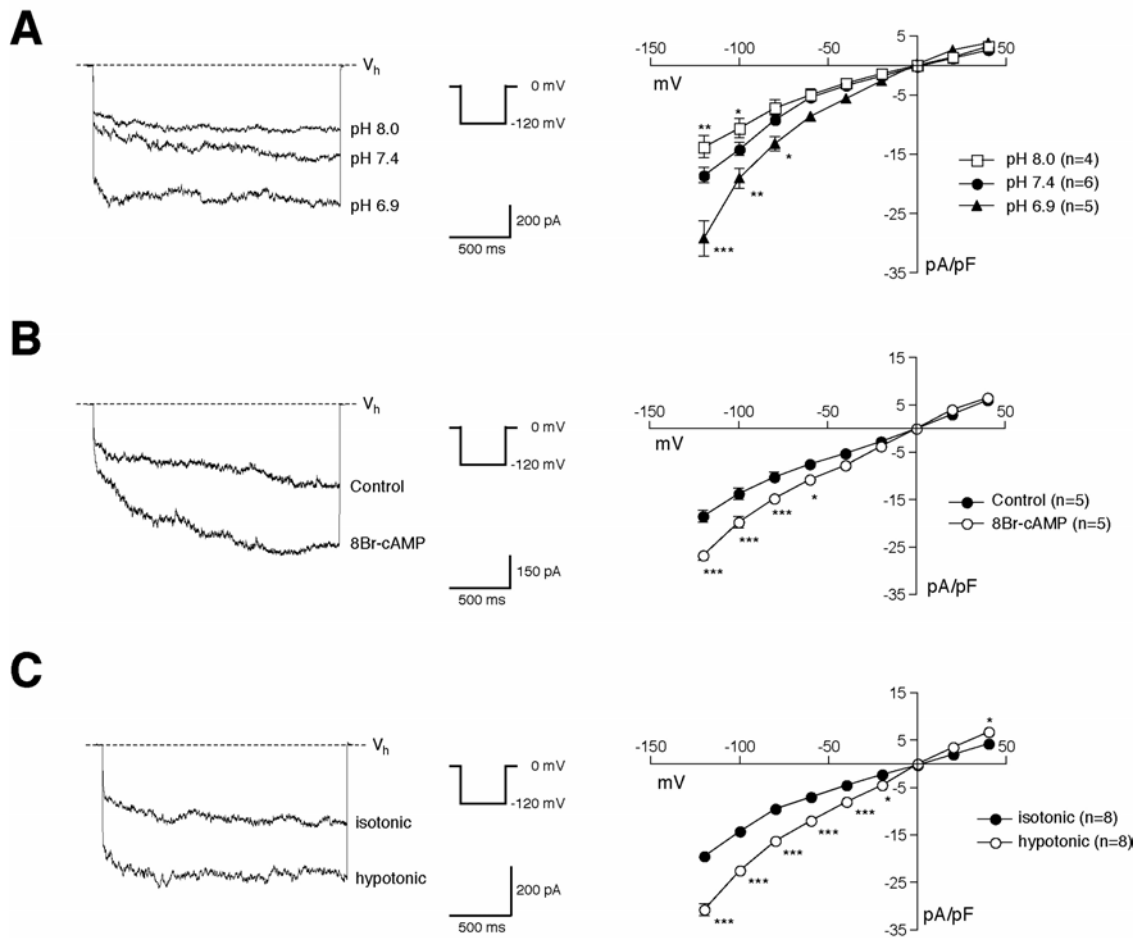 A
Vh
pH 8.0
pH 7.4
pH 6.9
0 mV
-120 mV
200 pA
500 ms
-150
-100
-50
50
mV
5
-5
-15
-25
-35
pA/pF
**
*
*
**
***
pH 8.0 (n=4)
pH 7.4 (n=6)
pH 6.9 (n=5)
B
Vh
Control
8Br-cAMP
0 mV
-120 mV
150 pA
500 ms
-150
-100
-50
50
mV
15
5
-5
-15
-25
-35
pA/pF
*
***
***
***
Control (n=5)
8Br-cAMP (n=5)
C
Vh
isotonic
hypotonic
0 mV
-120 mV
200 pA
500 ms
-150
-100
-50
50
mV
15
5
-5
-15
-25
-35
pA/pF
*
*
***
***
***
***
***
isotonic (n=8)
hypotonic (n=8)